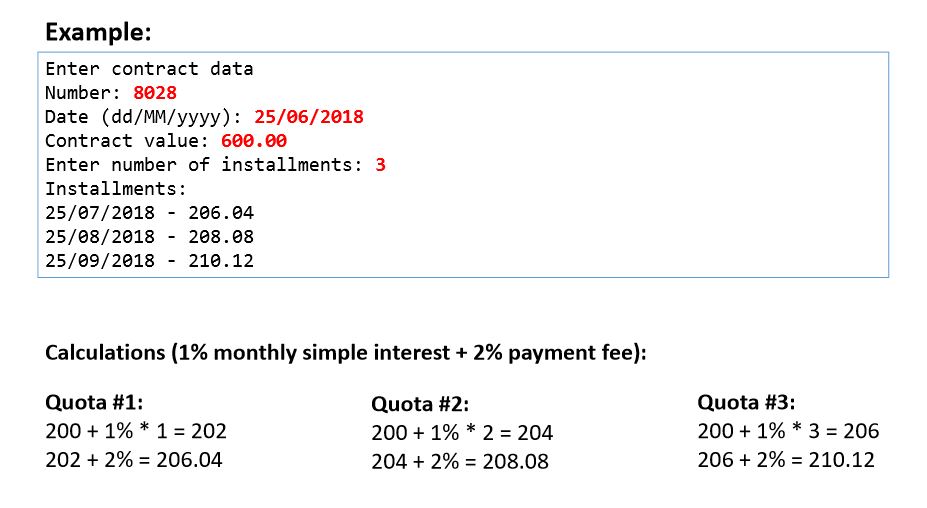 Example:
Enter contract data
Number: 8028
Date (dd/MM/yyyy): 25/06/2018
Contract value: 600.00
Enter number of installments: 3
Installments:
25/07/2018 - 206.04
25/08/2018 - 208.08
25/09/2018 - 210.12
Calculations (1% monthly simple interest + 2% payment fee):
Quota #1:
200 + 1% * 1 = 202
202 + 2% = 206.04
Quota #2:
200 + 1% * 2 = 204
204 + 2% = 208.08
Quota #3:
200 + 1% * 3 = 206
206 + 2% = 210.12